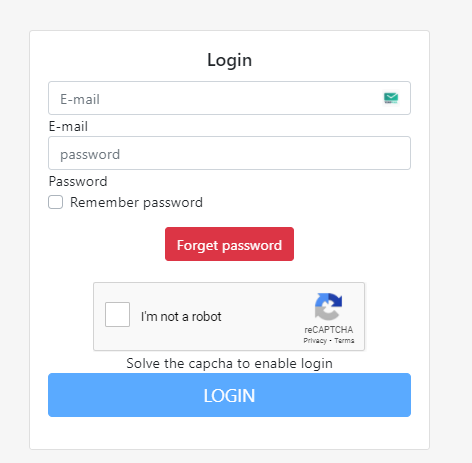 Login
E-mail
E-mail
password
Password
Remember password
Forget password
I'm not a robot
reCAPTCHA
Privacy - Terms
Solve the capcha to enable login
LOGIN